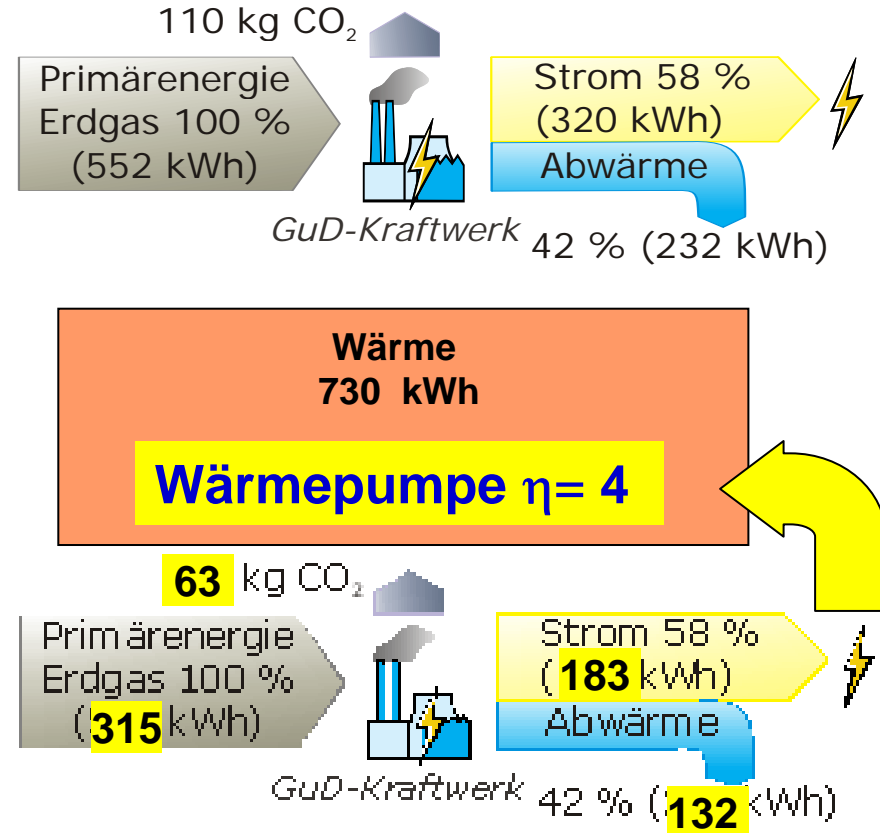 110 kg CO₂
Primärenergie
Erdgas 100 %
(552 kWh)
Strom 58 %
(320 kWh)
Abwärme
GuD-Kraftwerk
42 % (232 kWh)
Wärme
730 kWh
Wärmepumpe η= 4
63 kg CO₂
Primärenergie
Erdgas 100 %
(315 kWh)
Strom 58 %
(183 kWh)
Abwärme
GuD-Kraftwerk
42 % (132 kWh)